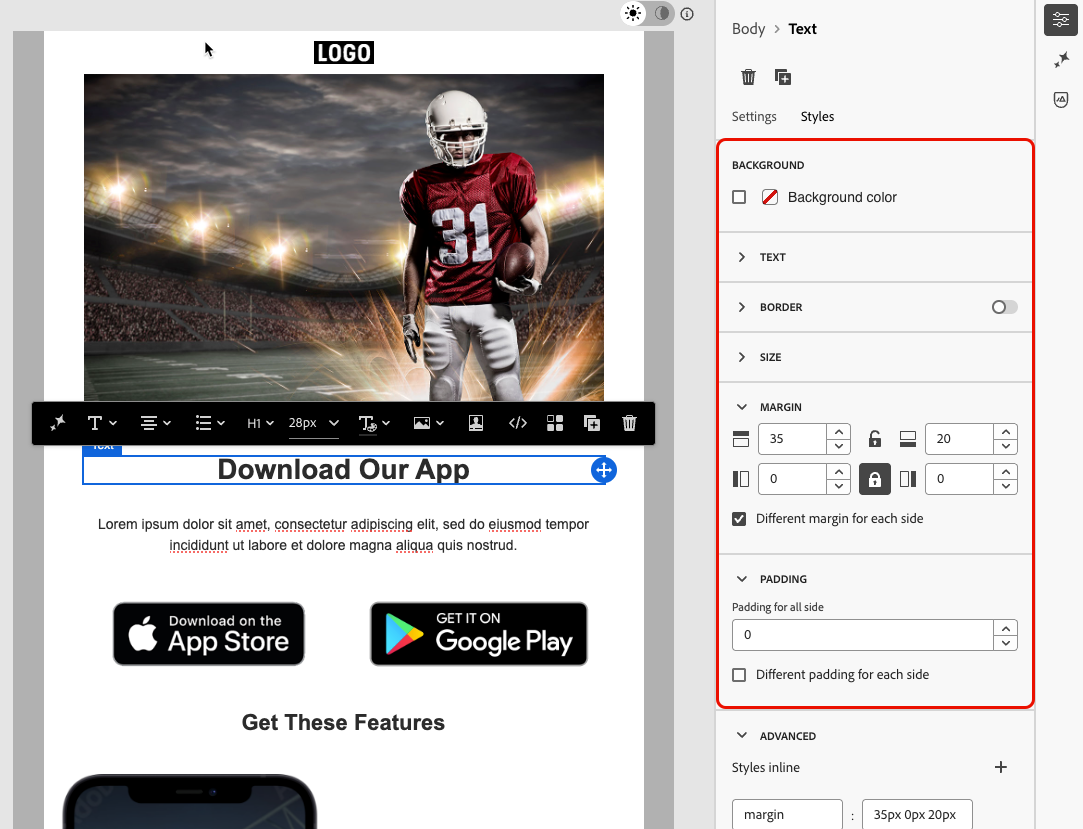 Body > Text
LOGO
Settings Styles
BACKGROUND
Background color
31
TEXT
BORDER
SIZE
MARGIN
35
20
0
0
Different margin for each side
H1 28px
Download Our App
Lorem ipsum dolor sit amet, consectetur adipiscing elit, sed do eiusmod tempor
incididunt ut labore et dolore magna aliqua quis nostrud.
PADDING
Padding for all side
0
Different padding for each side
Download on the
App Store
GET IT ON
Google Play
Get These Features
ADVANCED
Styles inline
margin : 35px 0px 20px